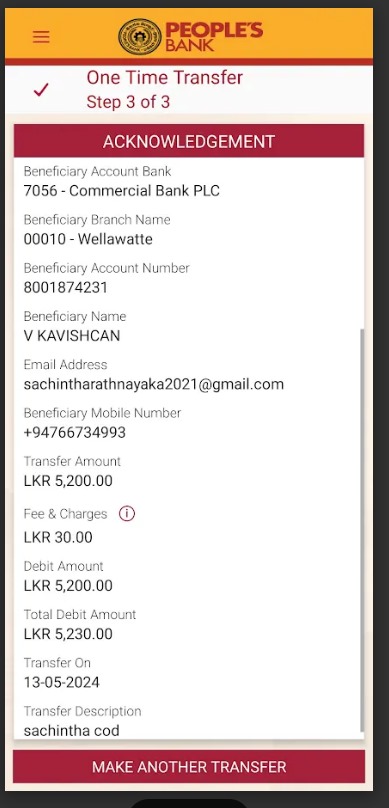 PEOPLE'S
BANK
One Time Transfer
Step 3 of 3
ACKNOWLEDGEMENT
Beneficiary Account Bank
7056 - Commercial Bank PLC
Beneficiary Branch Name
00010 - Wellawatte
Beneficiary Account Number
8001874231
Beneficiary Name
V KAVISHCAN
Email Address
sachintharathnayaka2021@gmail.com
Beneficiary Mobile Number
+94766734993
Transfer Amount
LKR 5,200.00
Fee & Charges
LKR 30.00
Debit Amount
LKR 5,200.00
Total Debit Amount
LKR 5,230.00
Transfer On
13-05-2024
Transfer Description
sachintha cod
MAKE ANOTHER TRANSFER